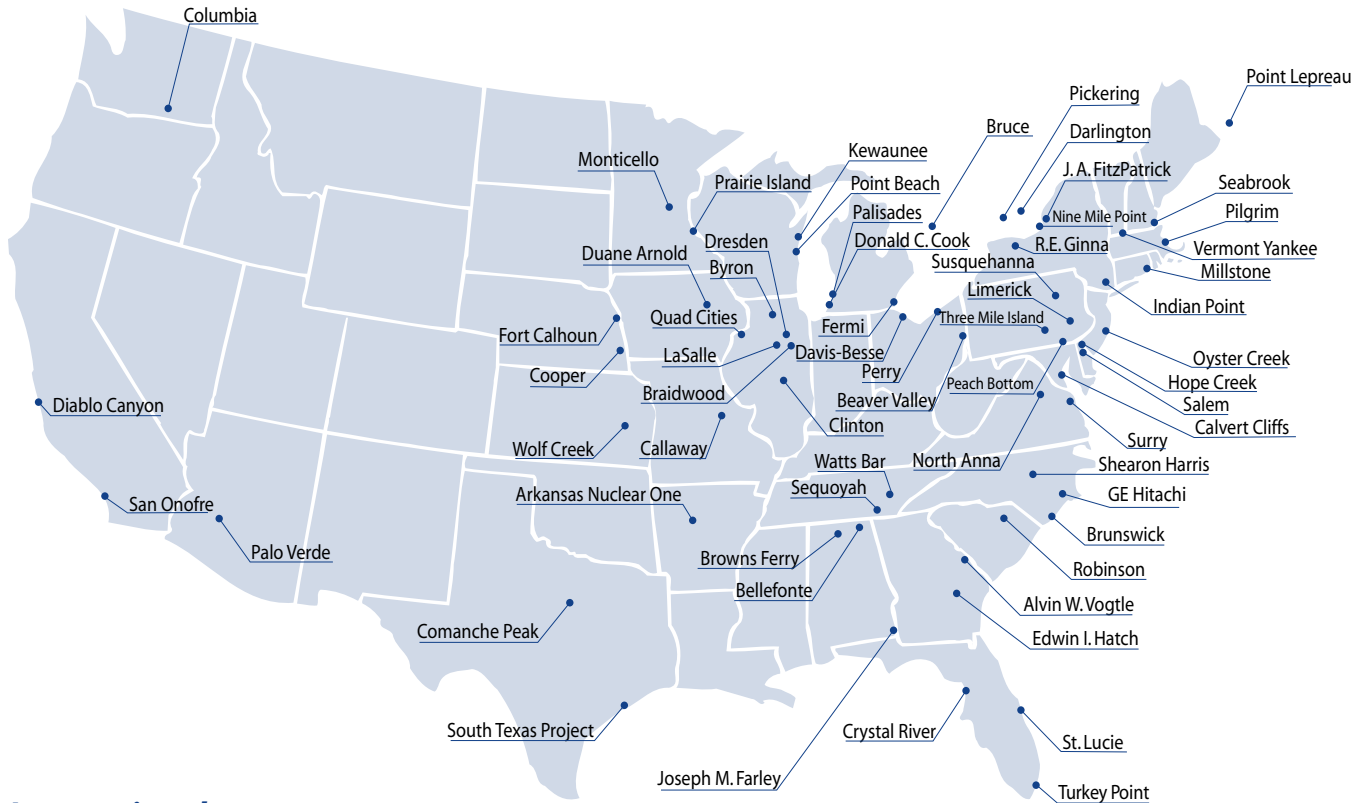 Columbia
Point Lepreau
Pickering
Bruce
Darlington
Kewaunee
Monticello
J. A. FitzPatrick
Prairie Island
Point Beach
Seabrook
Palisades
Nine Mile Point
Pilgrim
Duane Arnold
Dresden
Donald C. Cook
R.E. Ginna
Vermont Yankee
Byron
Susquehanna
Millstone
Limerick
Indian Point
Quad Cities
Three Mile Island
Fort Calhoun
Fermi
LaSalle
Davis-Besse
Oyster Creek
Cooper
Perry
Peach Bottom
Hope Creek
Braidwood
Beaver Valley
Salem
Diablo Canyon
Clinton
Calvert Cliffs
Wolf Creek
Callaway
Surry
Watts Bar
North Anna
Shearon Harris
Arkansas Nuclear One
Sequoyah
GE Hitachi
San Onofre
Palo Verde
Brunswick
Browns Ferry
Robinson
Bellefonte
Alvin W. Vogtle
Comanche Peak
Edwin I. Hatch
South Texas Project
Crystal River
St. Lucie
Joseph M. Farley
Turkey Point